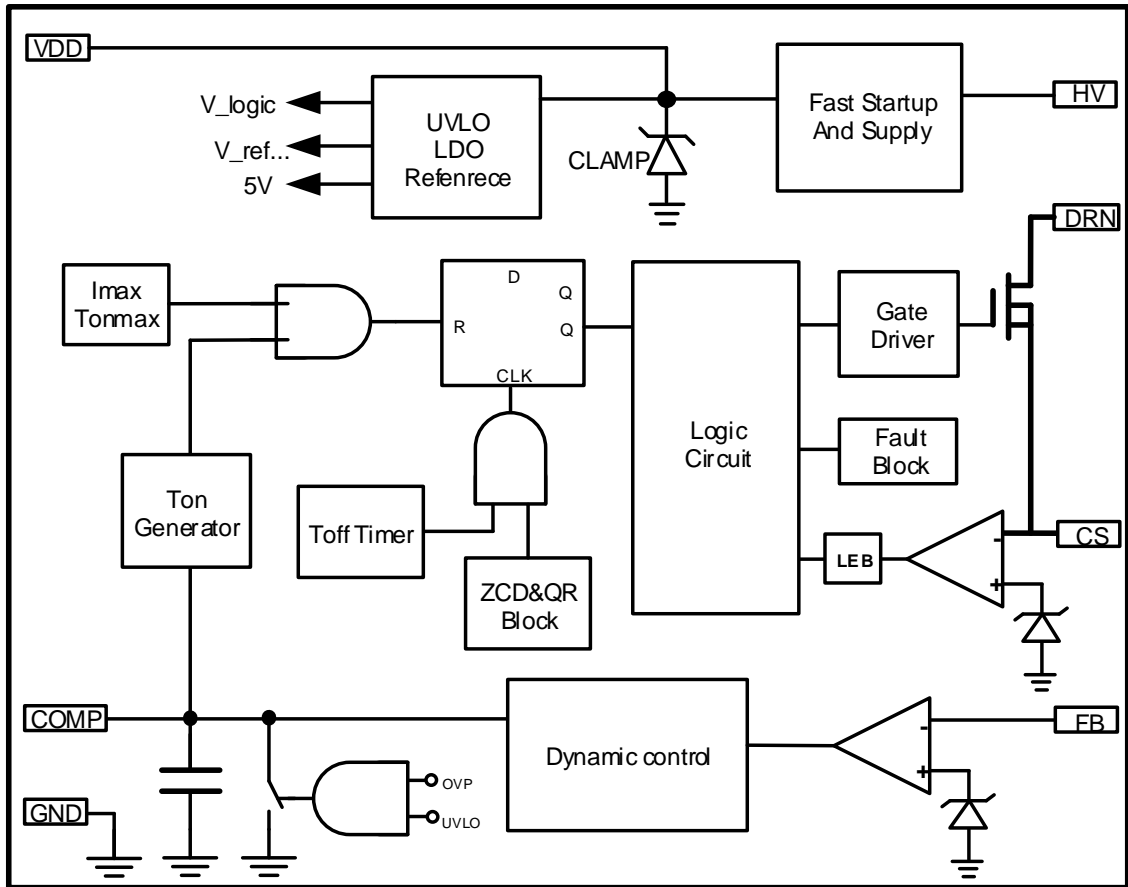 VDD
HV
V_logic
V_ref...
5V
UVLO
LDO
Refenrece
CLAMP
Fast Startup
And Supply
DRN
Imax
Tonmax
D
Q
R
Q
CLK
Logic
Circuit
Gate
Driver
Fault
Block
Ton
Generator
Toff Timer
ZCD&QR
Block
LEB
-
+
CS
COMP
Dynamic control
-
+
FB
OVP
UVLO
GND